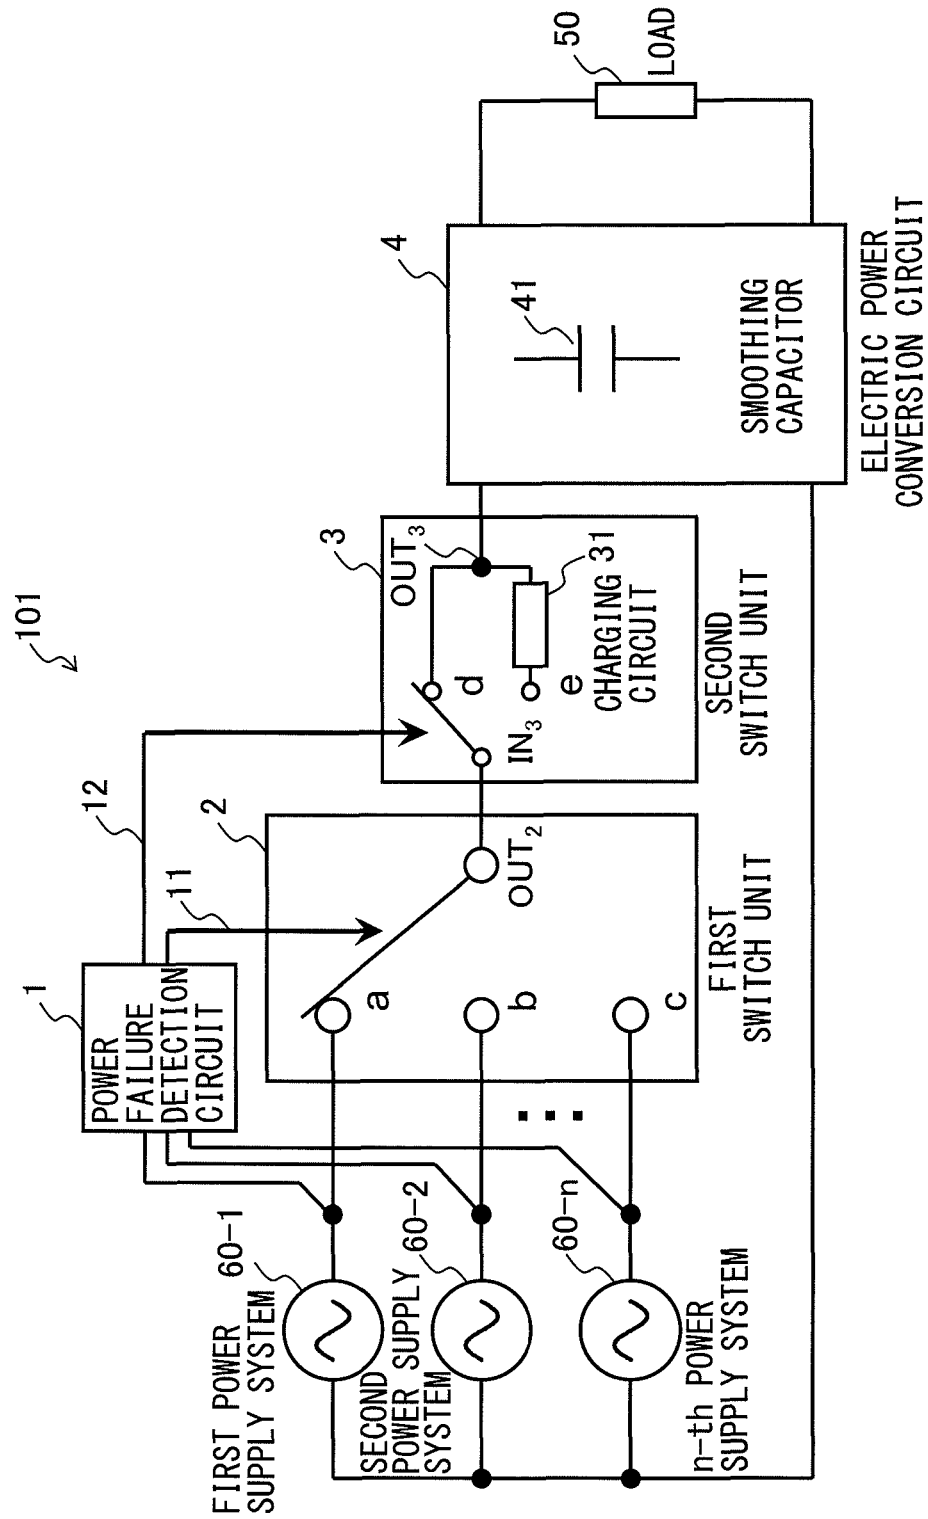 101
1
POWER
FAILURE
DETECTION
CIRCUIT
11
12
2
a
b
c
OUT2
FIRST
SWITCH UNIT
3
IN3
d
e
OUT3
31
CHARGING
CIRCUIT
SECOND
SWITCH UNIT
4
41
SMOOTHING
CAPACITOR
ELECTRIC POWER
CONVERSION CIRCUIT
50
LOAD
FIRST POWER
SUPPLY SYSTEM
60-1
SECOND
POWER SUPPLY
SYSTEM
60-2
60-n
n-th POWER
SUPPLY SYSTEM